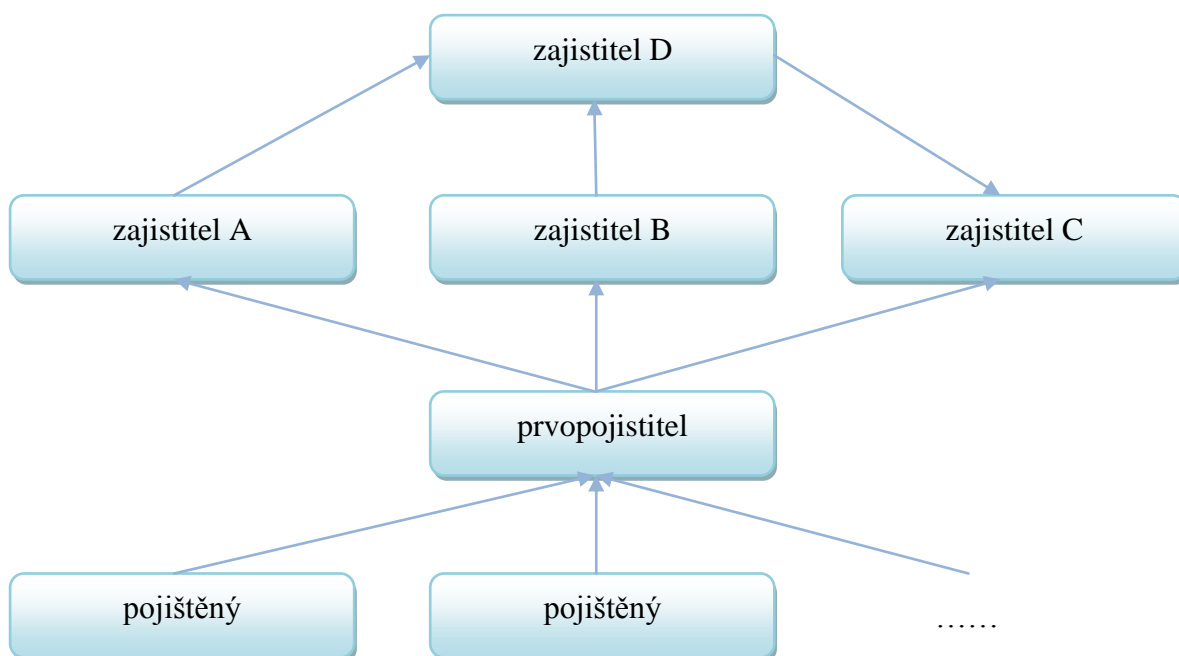 zajistitel D
zajistitel A
zajistitel B
zajistitel C
prvopojistitel
pojištěný
pojištěný
……